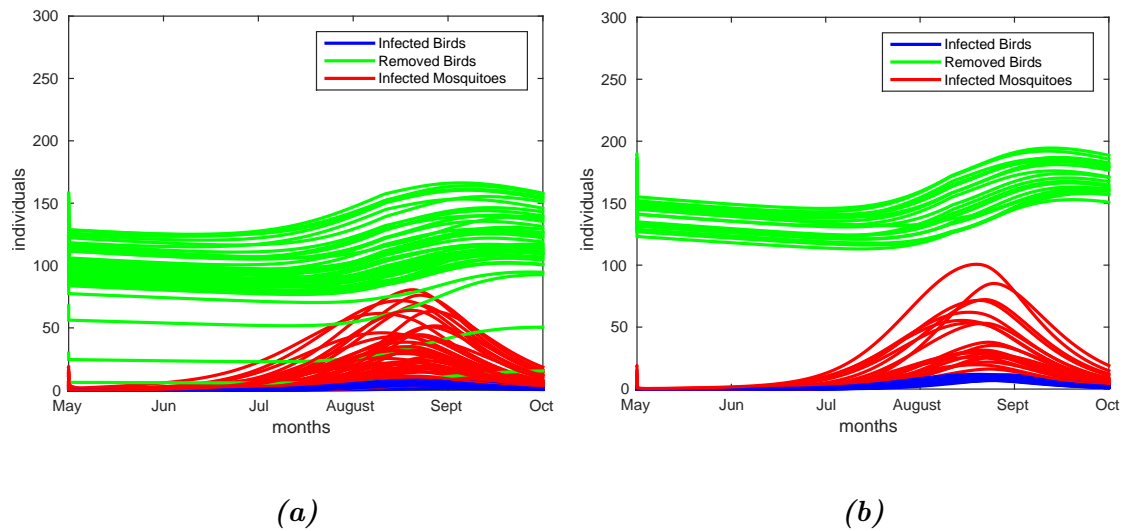 300
250
200
150
100
50
0
individuals
May Jun Jul August Sept Oct
months
Infected Birds
Removed Birds
Infected Mosquitoes
(a)
300
250
200
150
100
50
0
individuals
May Jun Jul August Sept Oct
months
Infected Birds
Removed Birds
Infected Mosquitoes
(b)